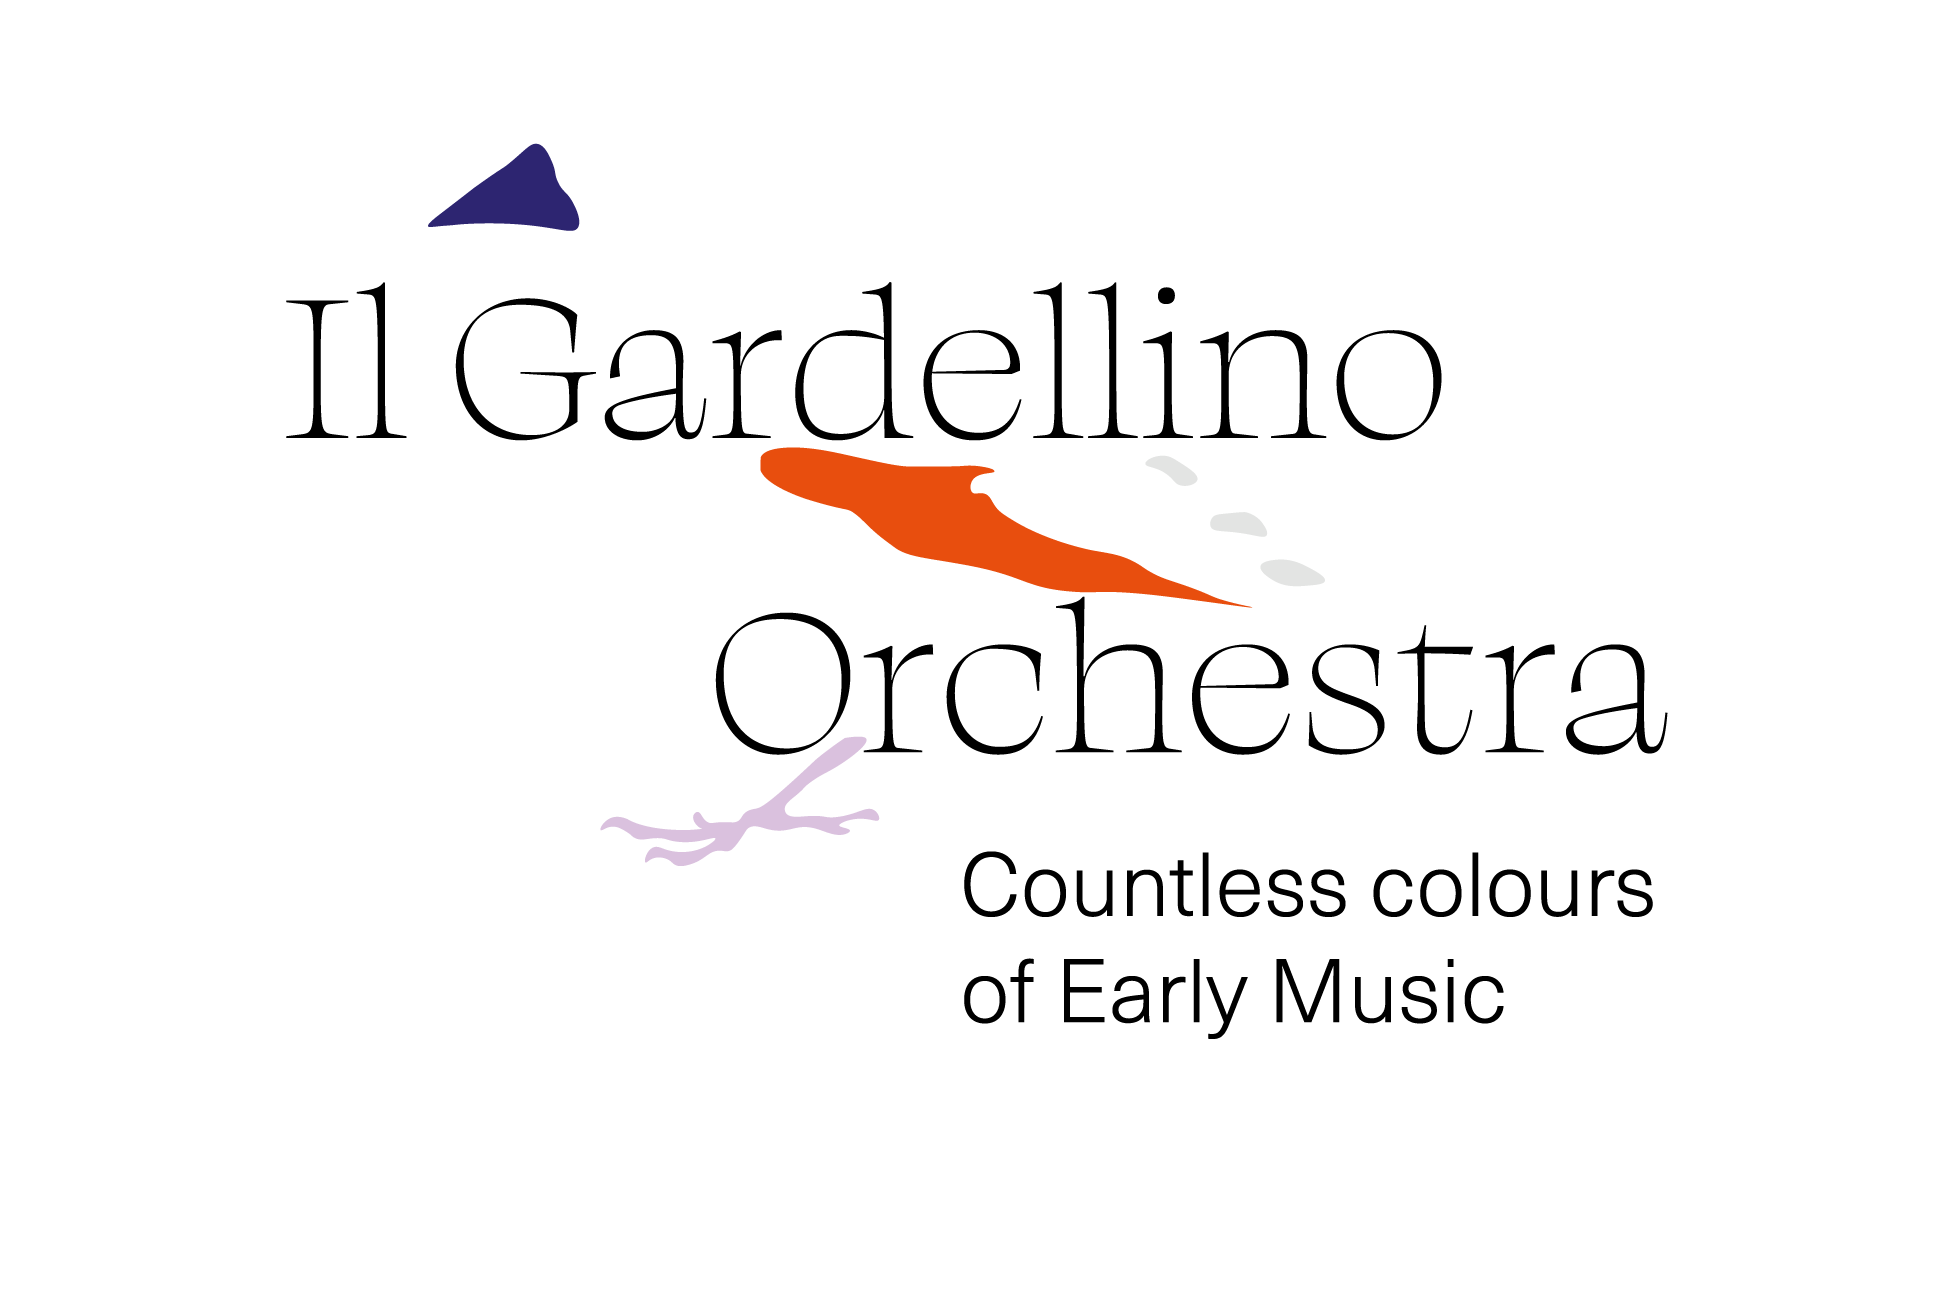 Il Gardellino
Orchestra
Countless colours
of Early Music